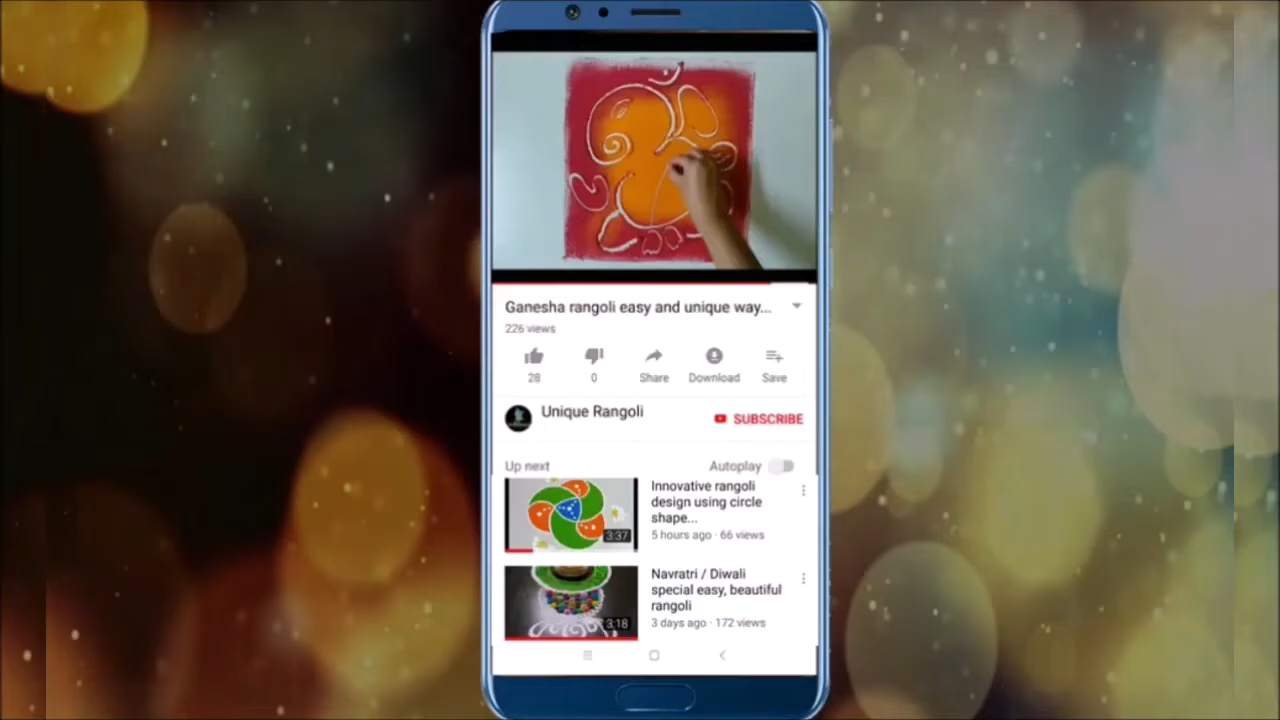 Ganesha rangoli easy and unique way...
226 views
28
0
Share
Download
Save
Unique Rangoli
SUBSCRIBE
Up next
Autoplay
Innovative rangoli
design using circle
shape...
3:37
5 hours ago · 66 views
Navratri / Diwali
special easy, beautiful
rangoli
3:18
3 days ago · 172 views